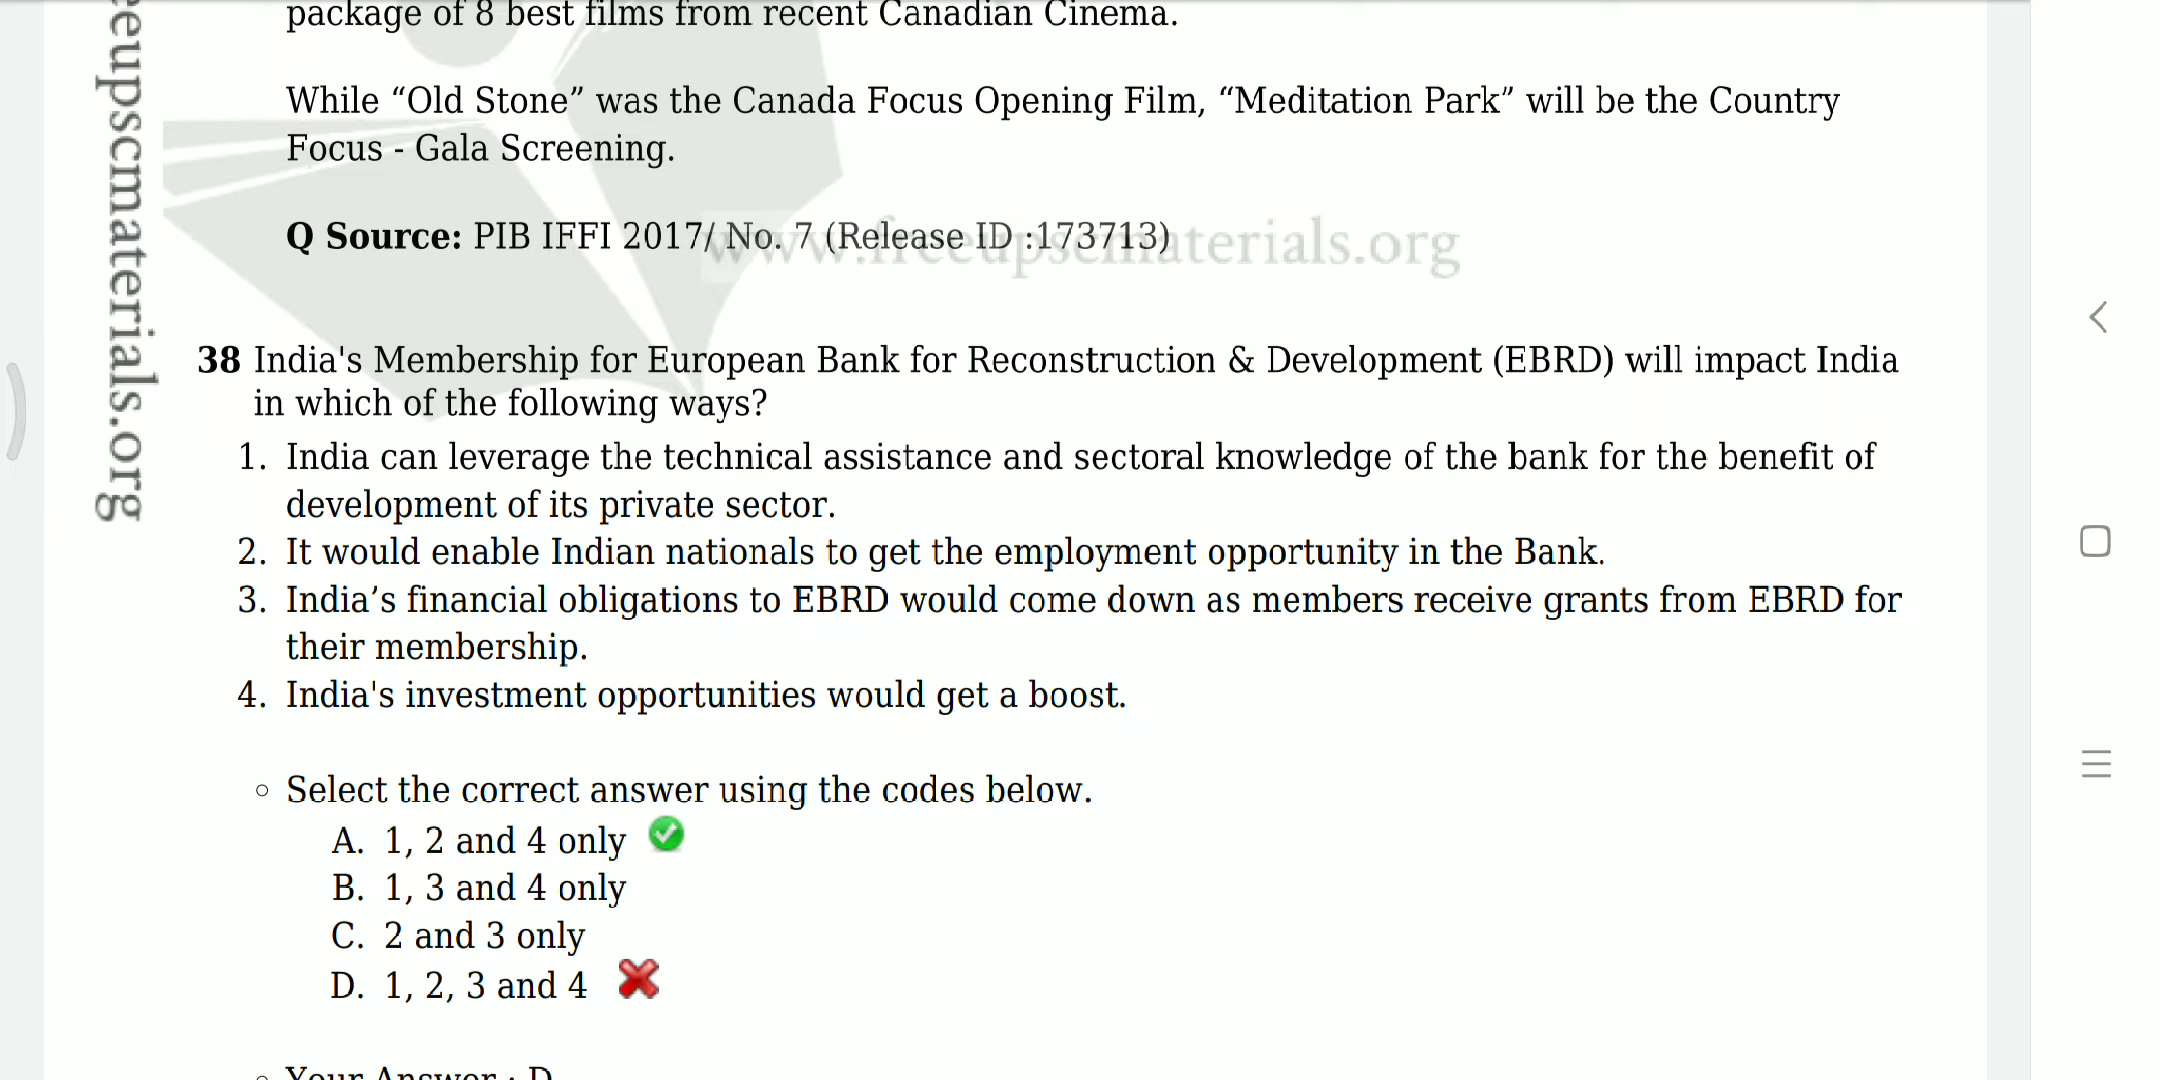 package of 8 best films from recent Canadian Cinema.
While “Old Stone” was the Canada Focus Opening Film, “Meditation Park” will be the Country
Focus - Gala Screening.
Q Source: PIB IFFI 2017/ No. 7 (Release ID :173713)
www.freeupscmaterials.org
eeupscmaterials.org
38 India's Membership for European Bank for Reconstruction & Development (EBRD) will impact India
in which of the following ways?
1. India can leverage the technical assistance and sectoral knowledge of the bank for the benefit of
development of its private sector.
2. It would enable Indian nationals to get the employment opportunity in the Bank.
3. India’s financial obligations to EBRD would come down as members receive grants from EBRD for
their membership.
4. India's investment opportunities would get a boost.
Select the correct answer using the codes below.
A. 1, 2 and 4 only
B. 1, 3 and 4 only
C. 2 and 3 only
D. 1, 2, 3 and 4
Your Answer : D